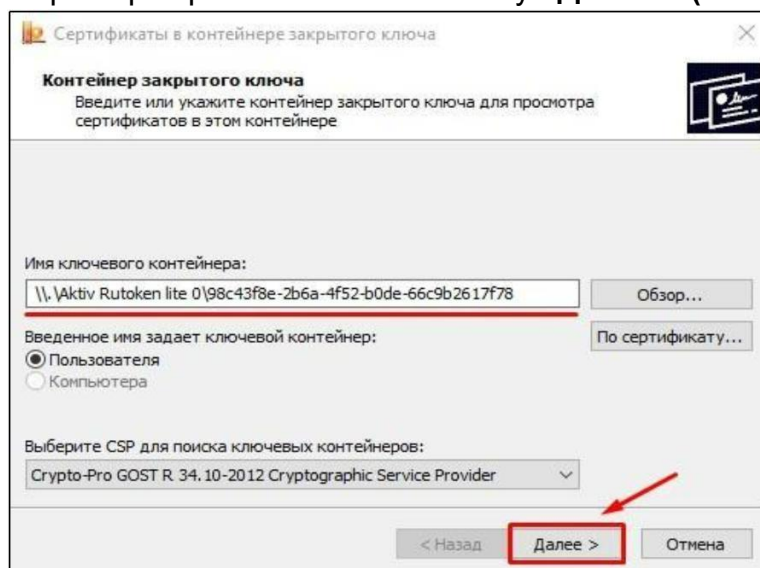 Сертификаты в контейнере закрытого ключа
Контейнер закрытого ключа
Введите или укажите контейнер закрытого ключа для просмотра
сертификатов в этом контейнере
Имя ключевого контейнера:
\\.\Aktiv Rutoken lite 0\98c43f8e-2b6a-4f52-b0de-66c9b2617f78
Обзор...
Введенное имя задает ключевой контейнер:
По сертификату...
Пользователя
Компьютера
Выберите CSP для поиска ключевых контейнеров:
Crypto-Pro GOST R 34.10-2012 Cryptographic Service Provider
< Назад
Далее >
Отмена